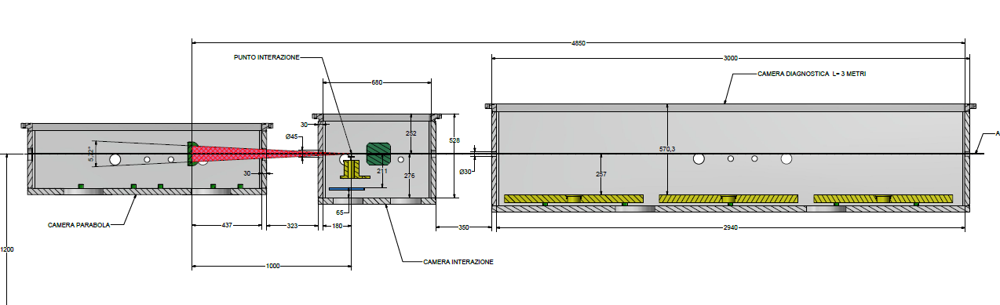 4850
PUNTO INTERAZIONE
3000
CAMERA DIAGNOSTICA L= 3 METRI
680
30
252
528
Ø45
A
5,72°
570,3
Ø30
211
257
276
30
65
CAMERA PARABOLA
437
323
180
350
2940
1200
CAMERA INTERAZIONE
1000